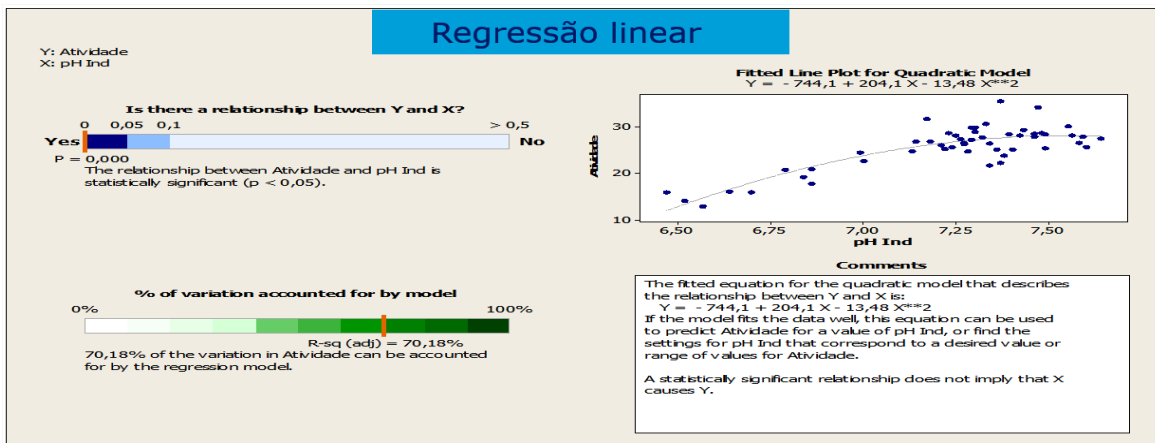 Regressão linear
Y: Atividade
X: pH Ind
Is there a relationship between Y and X?
0 0,05 0,1 > 0,5
Yes No
P = 0,000
The relationship between Atividade and pH Ind is
statistically significant (p < 0,05).
% of variation accounted for by model
0% 100%
R-sq (adj) = 70,18%
70,18% of the variation in Atividade can be accounted
for by the regression model.
Fitted Line Plot for Quadratic Model
Y = - 744,1 + 204,1 X - 13,48 X**2
Atividade
30
20
10
6,50 6,75 7,00 7,25 7,50
pH Ind
Comments
The fitted equation for the quadratic model that describes
the relationship between Y and X is:
Y = - 744,1 + 204,1 X - 13,48 X**2
If the model fits the data well, this equation can be used
to predict Atividade for a value of pH Ind, or find the
settings for pH Ind that correspond to a desired value or
range of values for Atividade.
A statistically significant relationship does not imply that X
causes Y.